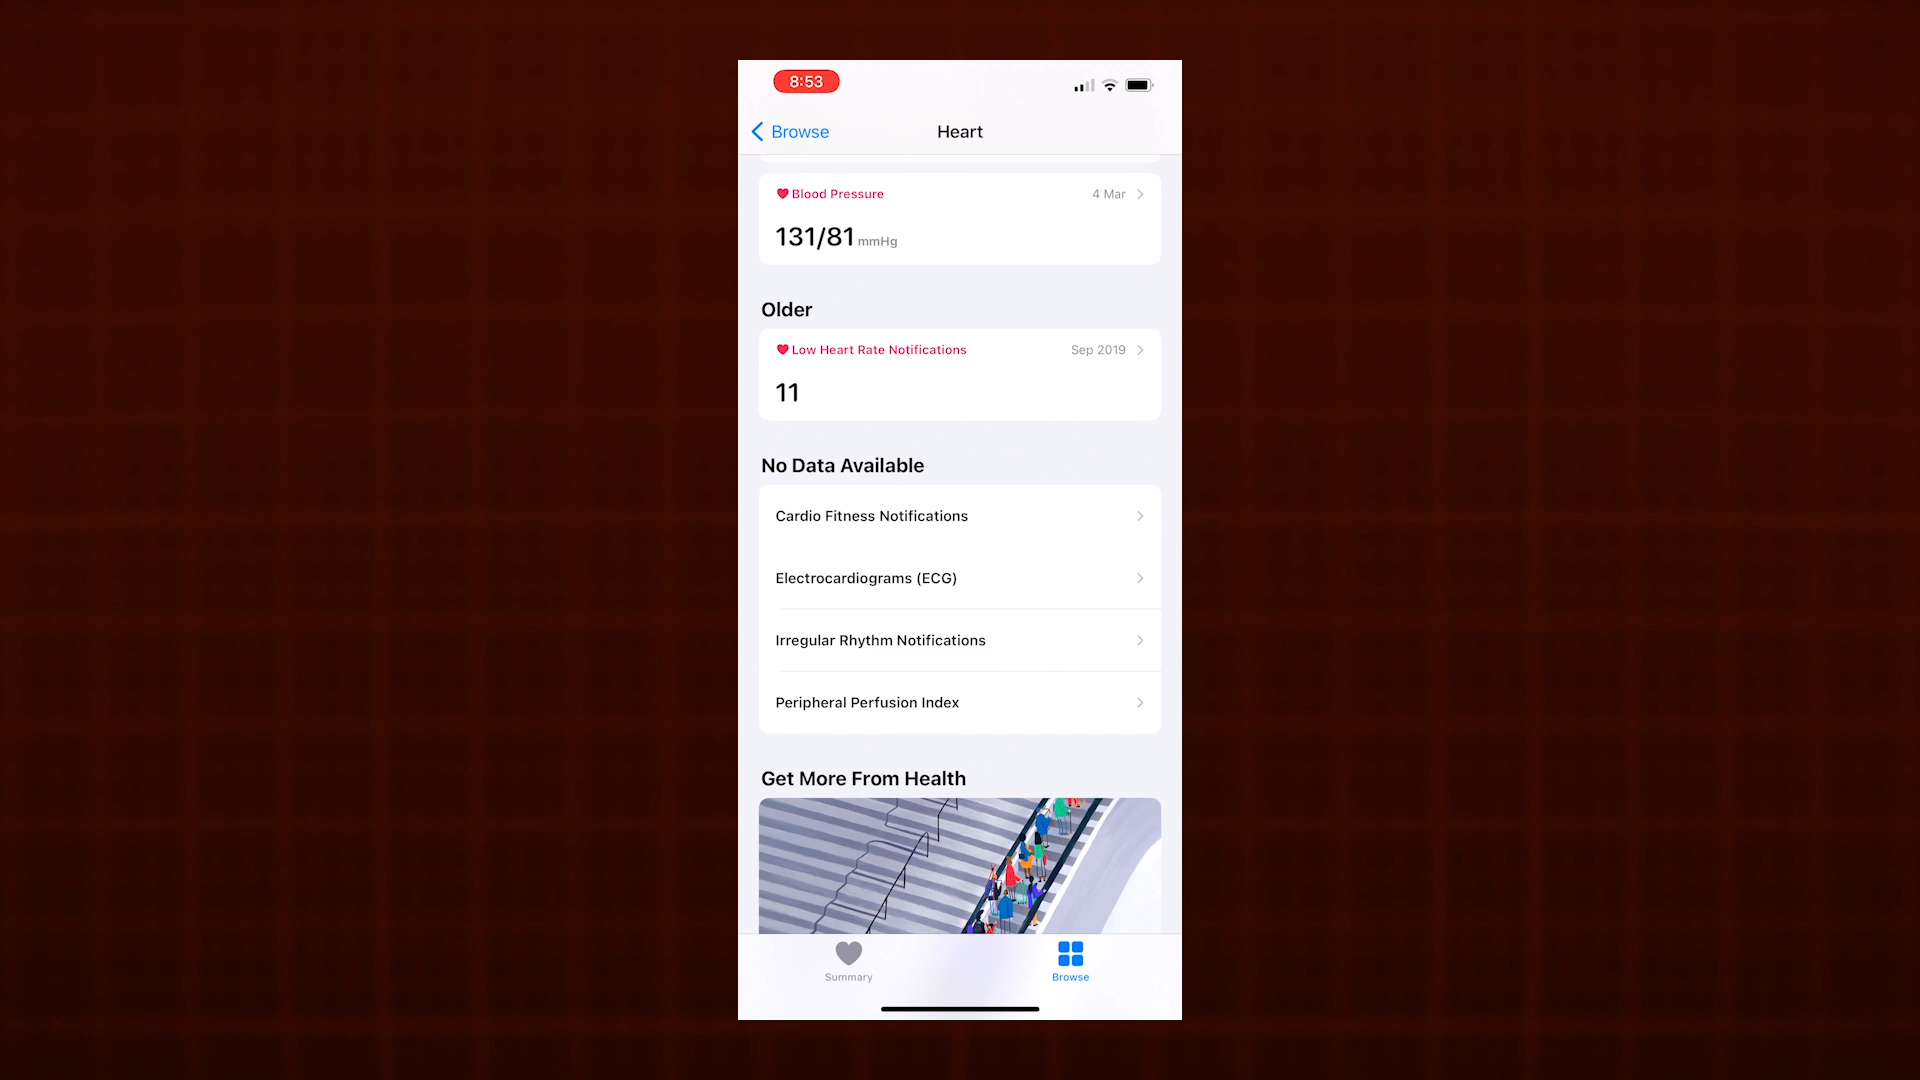 8:53
Browse
Heart
Blood Pressure 4 Mar
131/81 mmHg
Older
Low Heart Rate Notifications Sep 2019
11
No Data Available
Cardio Fitness Notifications
Electrocardiograms (ECG)
Irregular Rhythm Notifications
Peripheral Perfusion Index
Get More From Health
Summary
Browse